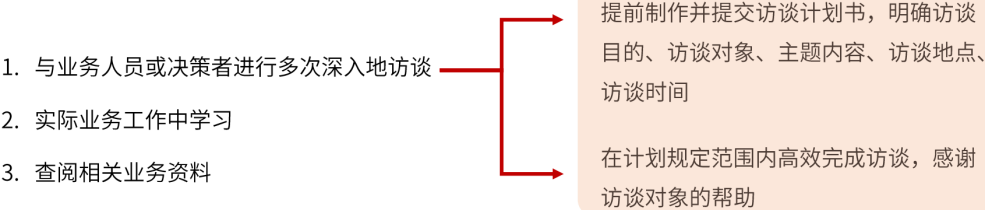 1. 与业务人员或决策者进行多次深入地访谈
2. 实际业务工作中学习
3. 查阅相关业务资料
提前制作并提交访谈计划书，明确访谈
目的、访谈对象、主题内容、访谈地点、
访谈时间
在计划规定范围内高效完成访谈，感谢
访谈对象的帮助